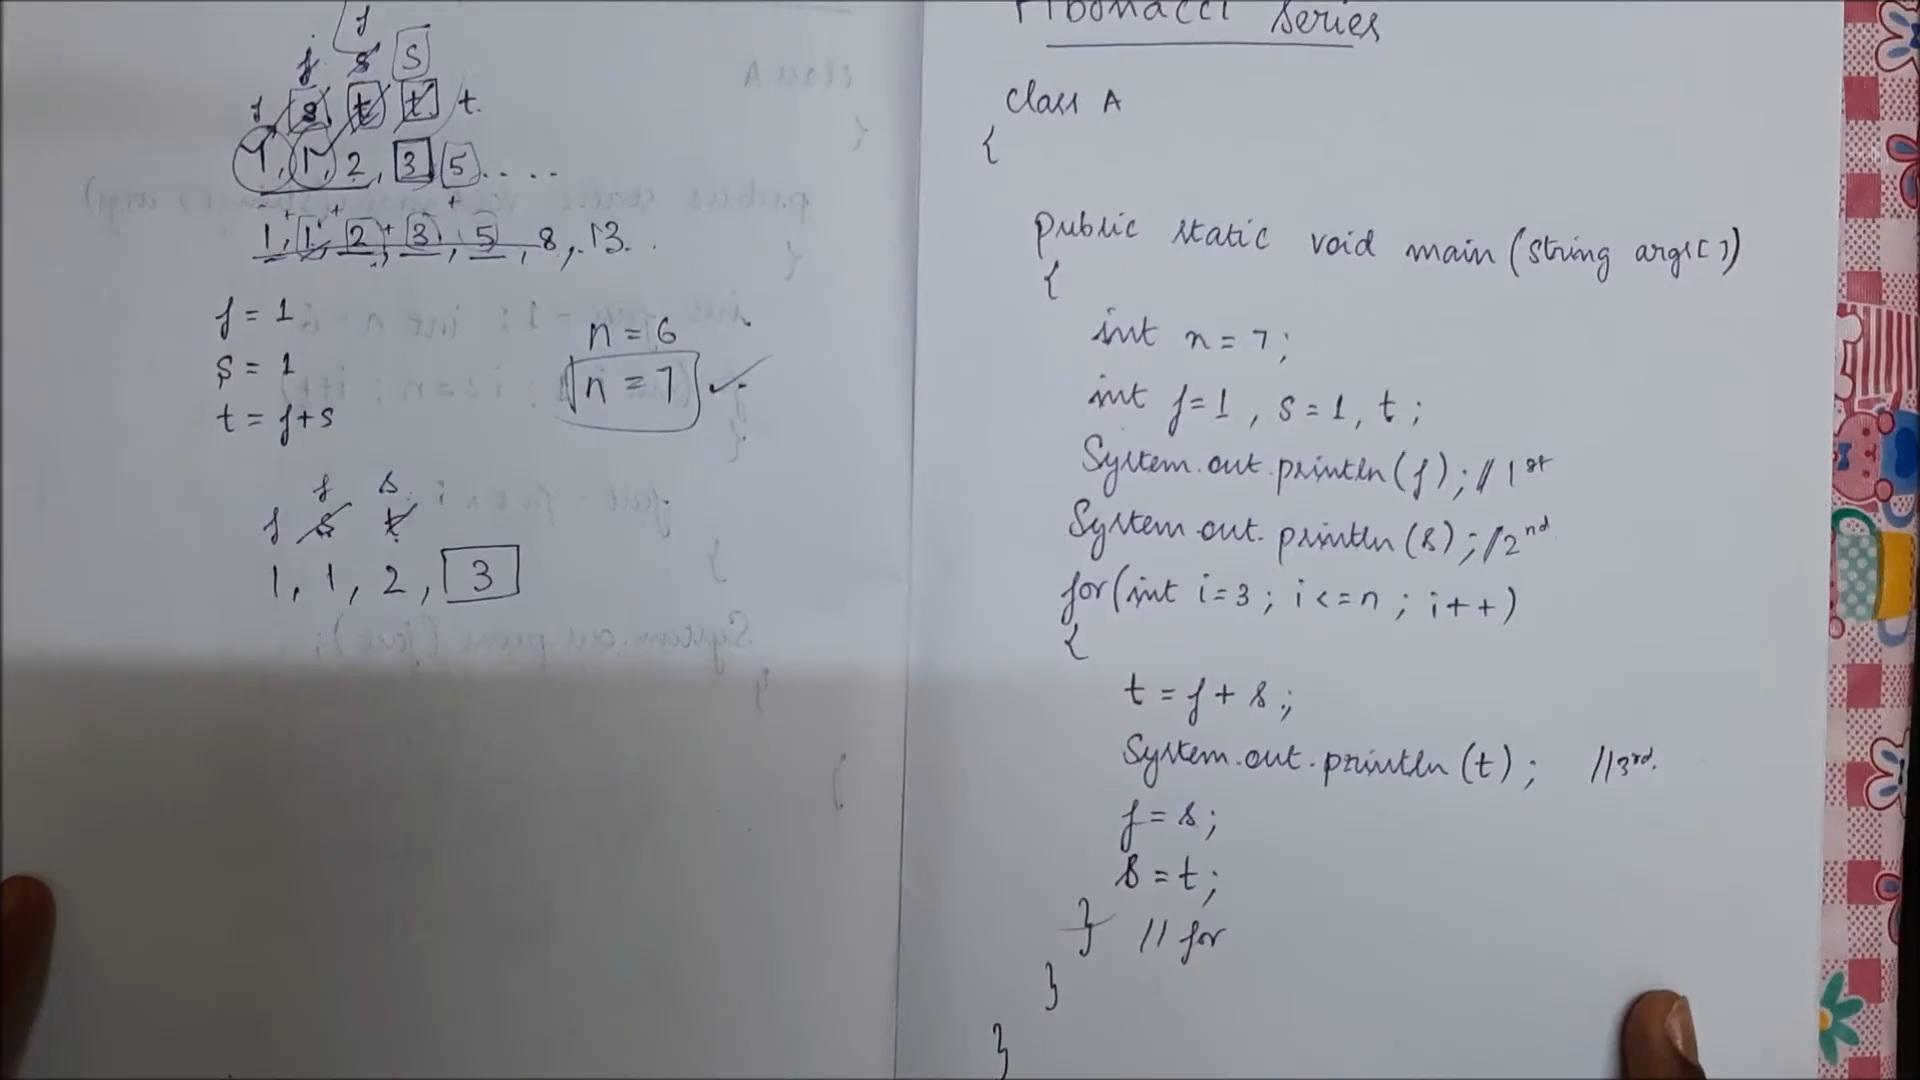 f
f s S
f s t t t.
1, 1, 2, 3 5 . . . .
1, 1, 2, 3, 5, 8, 13. .
f = 1
s = 1
t = f+s
n = 6
n = 7
f s
f s t
1, 1, 2, 3
Fibonacci Series
class A
{
public static void main (string args[])
{
int n = 7;
int f=1, s=1, t;
System.out.println(f); // 1st
System.out.println(s); //2nd
for(int i=3; i<=n; i++)
{
t = f + s;
System.out.println(t); //3rd.
f = s;
s = t;
} // for
}
}